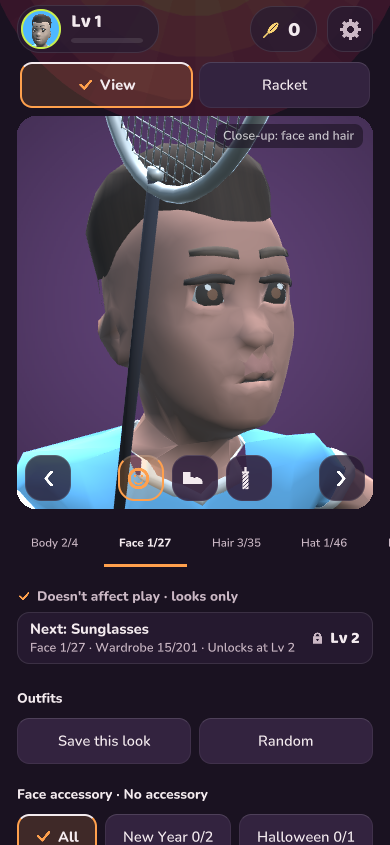 Lv 1
0
View
Racket
Close-up: face and hair
Body 2/4
Face 1/27
Hair 3/35
Hat 1/46
Doesn't affect play · looks only
Next: Sunglasses
Face 1/27 · Wardrobe 15/201 · Unlocks at Lv 2
Lv 2
Outfits
Save this look
Random
Face accessory · No accessory
All
New Year 0/2
Halloween 0/1